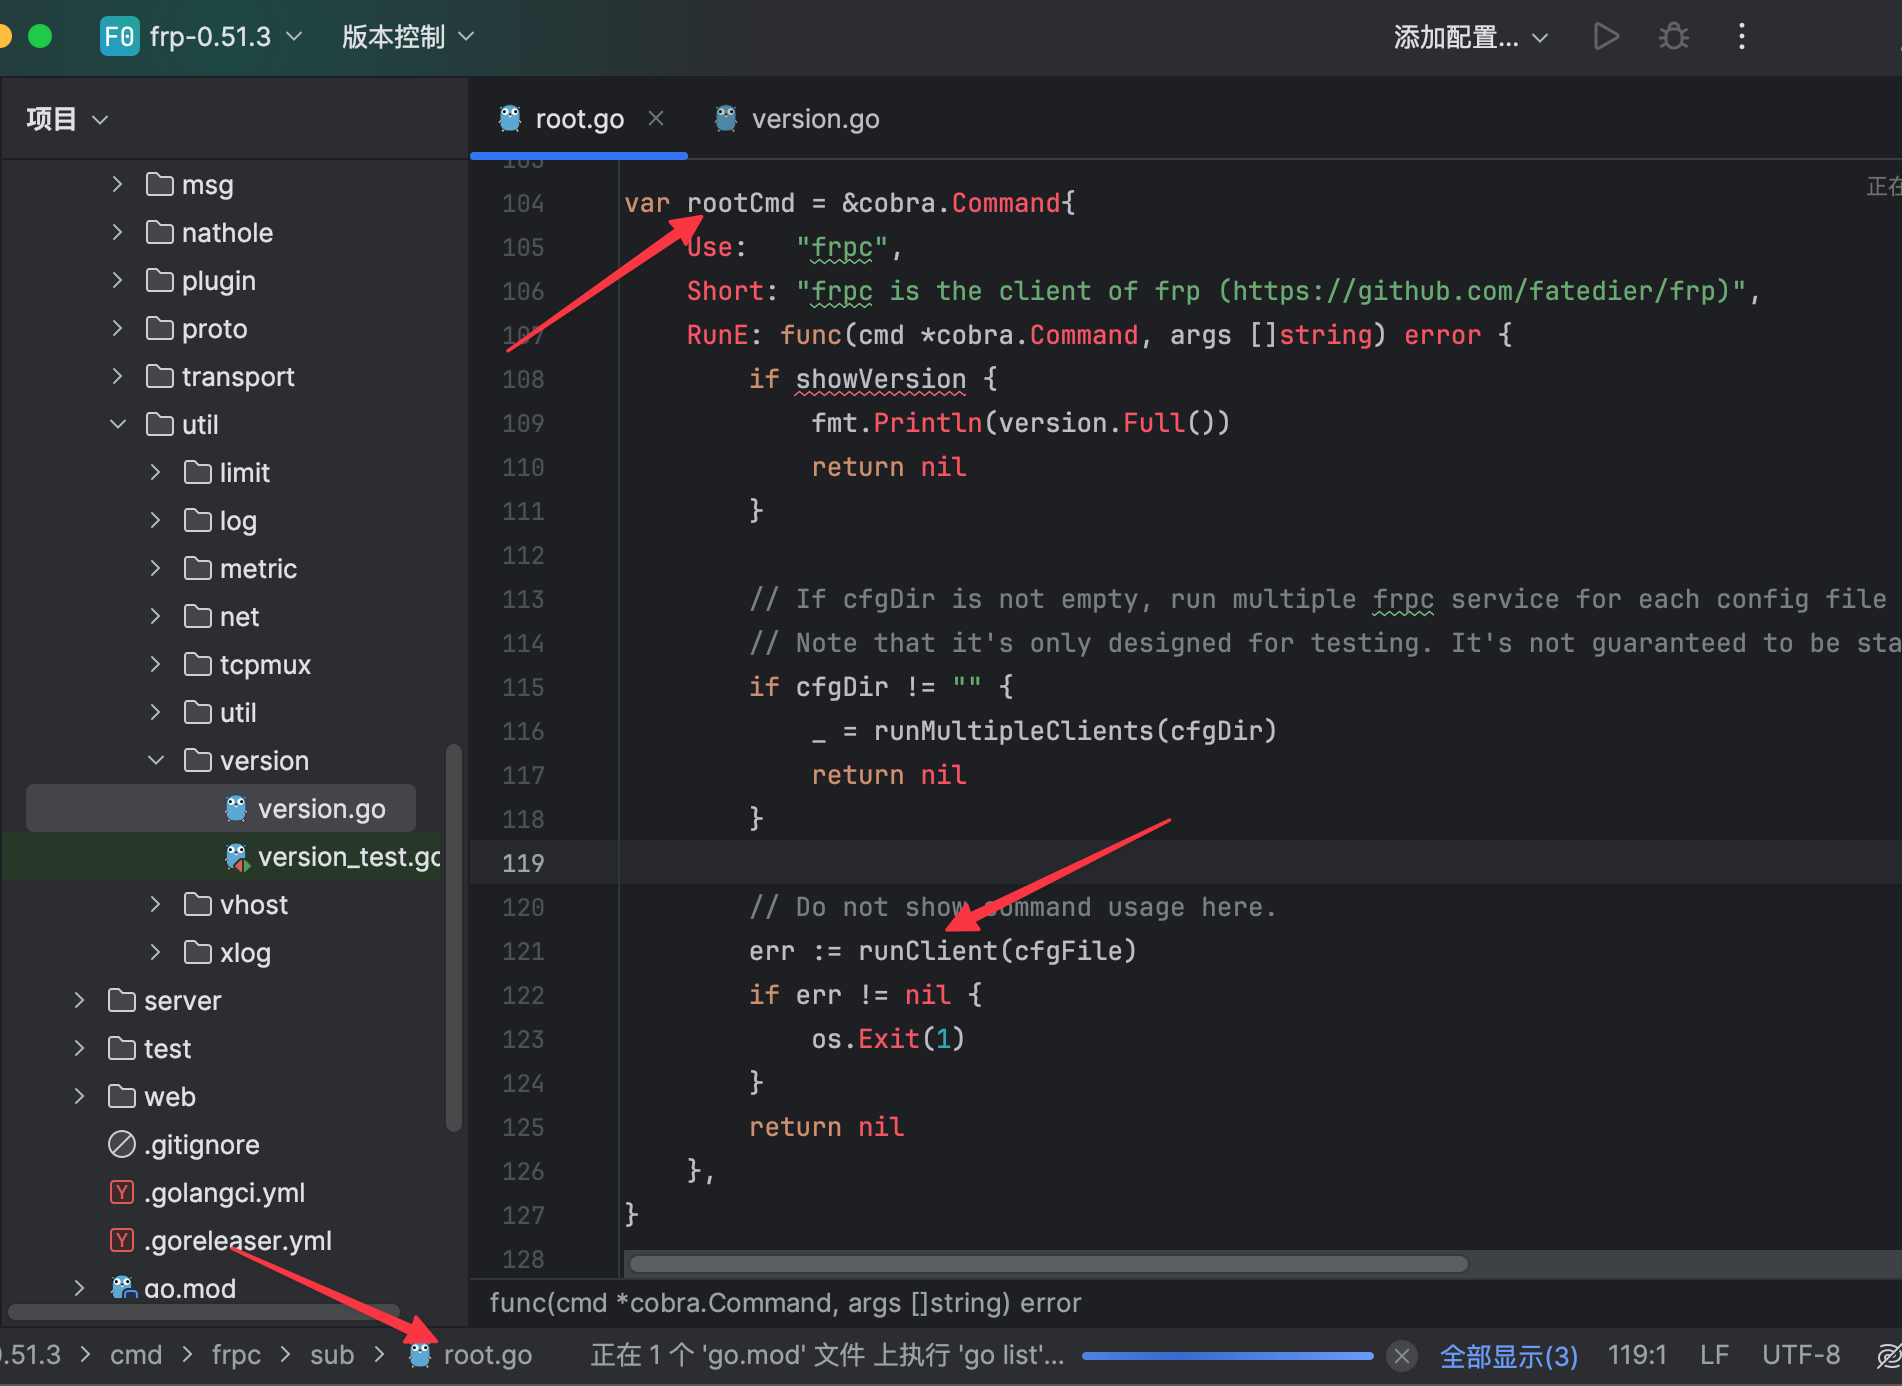 F0 frp-0.51.3 版本控制 添加配置...
项目
root.go version.go
msg
nathole
plugin
proto
transport
util
limit
log
metric
net
tcpmux
util
version
version.go
version_test.go
vhost
xlog
server
test
web
.gitignore
.golangci.yml
.goreleaser.yml
go.mod
103
104 var rootCmd = &cobra.Command{
正在
105 Use: "frpc",
106 Short: "frpc is the client of frp (https://github.com/fatedier/frp)",
107 RunE: func(cmd *cobra.Command, args []string) error {
108 if showVersion {
109 fmt.Println(version.Full())
110 return nil
111 }
112
113 // If cfgDir is not empty, run multiple frpc service for each config file
114 // Note that it's only designed for testing. It's not guaranteed to be sta
115 if cfgDir != "" {
116 _ = runMultipleClients(cfgDir)
117 return nil
118 }
119
120 // Do not show command usage here.
121 err := runClient(cfgFile)
122 if err != nil {
123 os.Exit(1)
124 }
125 return nil
126 },
127 }
128
func(cmd *cobra.Command, args []string) error
0.51.3 > cmd > frpc > sub > root.go 正在 1 个 'go.mod' 文件 上执行 'go list'... 全部显示(3) 119:1 LF UTF-8